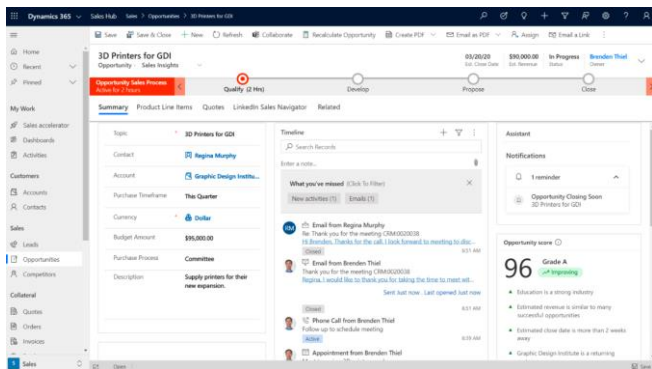 Dynamics 365
Sales Hub Sales > Opportunities > 3D Printers for GDI
Save Save & Close + New Refresh Collaborate Recalculate Opportunity Create PDF Email as PDF Assign Email a Link
3D Printers for GDI
Opportunity · Sales Insights
03/20/20
Est. Close Date
$90,000.00
Est. Revenue
In Progress
Status
Brenden Thiel
Owner
Opportunity Sales Process
Active for 2 hours
Qualify (2 Hrs)
Develop
Propose
Close
Summary Product Line Items Quotes LinkedIn Sales Navigator Related
Home
Recent
Pinned
My Work
Sales accelerator
Dashboards
Activities
Customers
Accounts
Contacts
Sales
Leads
Opportunities
Competitors
Collateral
Quotes
Orders
Invoices
S Sales
Topic * 3D Printers for GDI
Contact Regina Murphy
Account Graphic Design Institu...
Purchase Timeframe This Quarter
Currency * Dollar
Budget Amount $95,000.00
Purchase Process Committee
Description Supply printers for their
new expansion.
Timeline
Search Records
Enter a note...
What you've missed (Click To Filter)
New activities (1) Emails (1)
RM Email from Regina Murphy
Re: Thank you for the meeting CRM:0020038
Hi Brenden, Thanks for the call. I look forward to meeting to disc...
Closed 8:51 AM
Email from Brenden Thiel
Thank you for the meeting CRM:0020038
Regina, I would like to thank you for taking the time to meet wit...
Sent just now . Last opened just now
Closed
Phone Call from Brenden Thiel
Follow up to schedule meeting
Active
Appointment from Brenden Thiel
Assistant
Notifications
1 reminder
Opportunity Closing Soon
3D Printers for GDI
Opportunity score
96
Grade A
Improving
Education is a strong industry
Estimated revenue is similar to many
successful opportunities
Estimated close date is more than 2 weeks
away
Graphic Design Institute is a returning
Open
Save